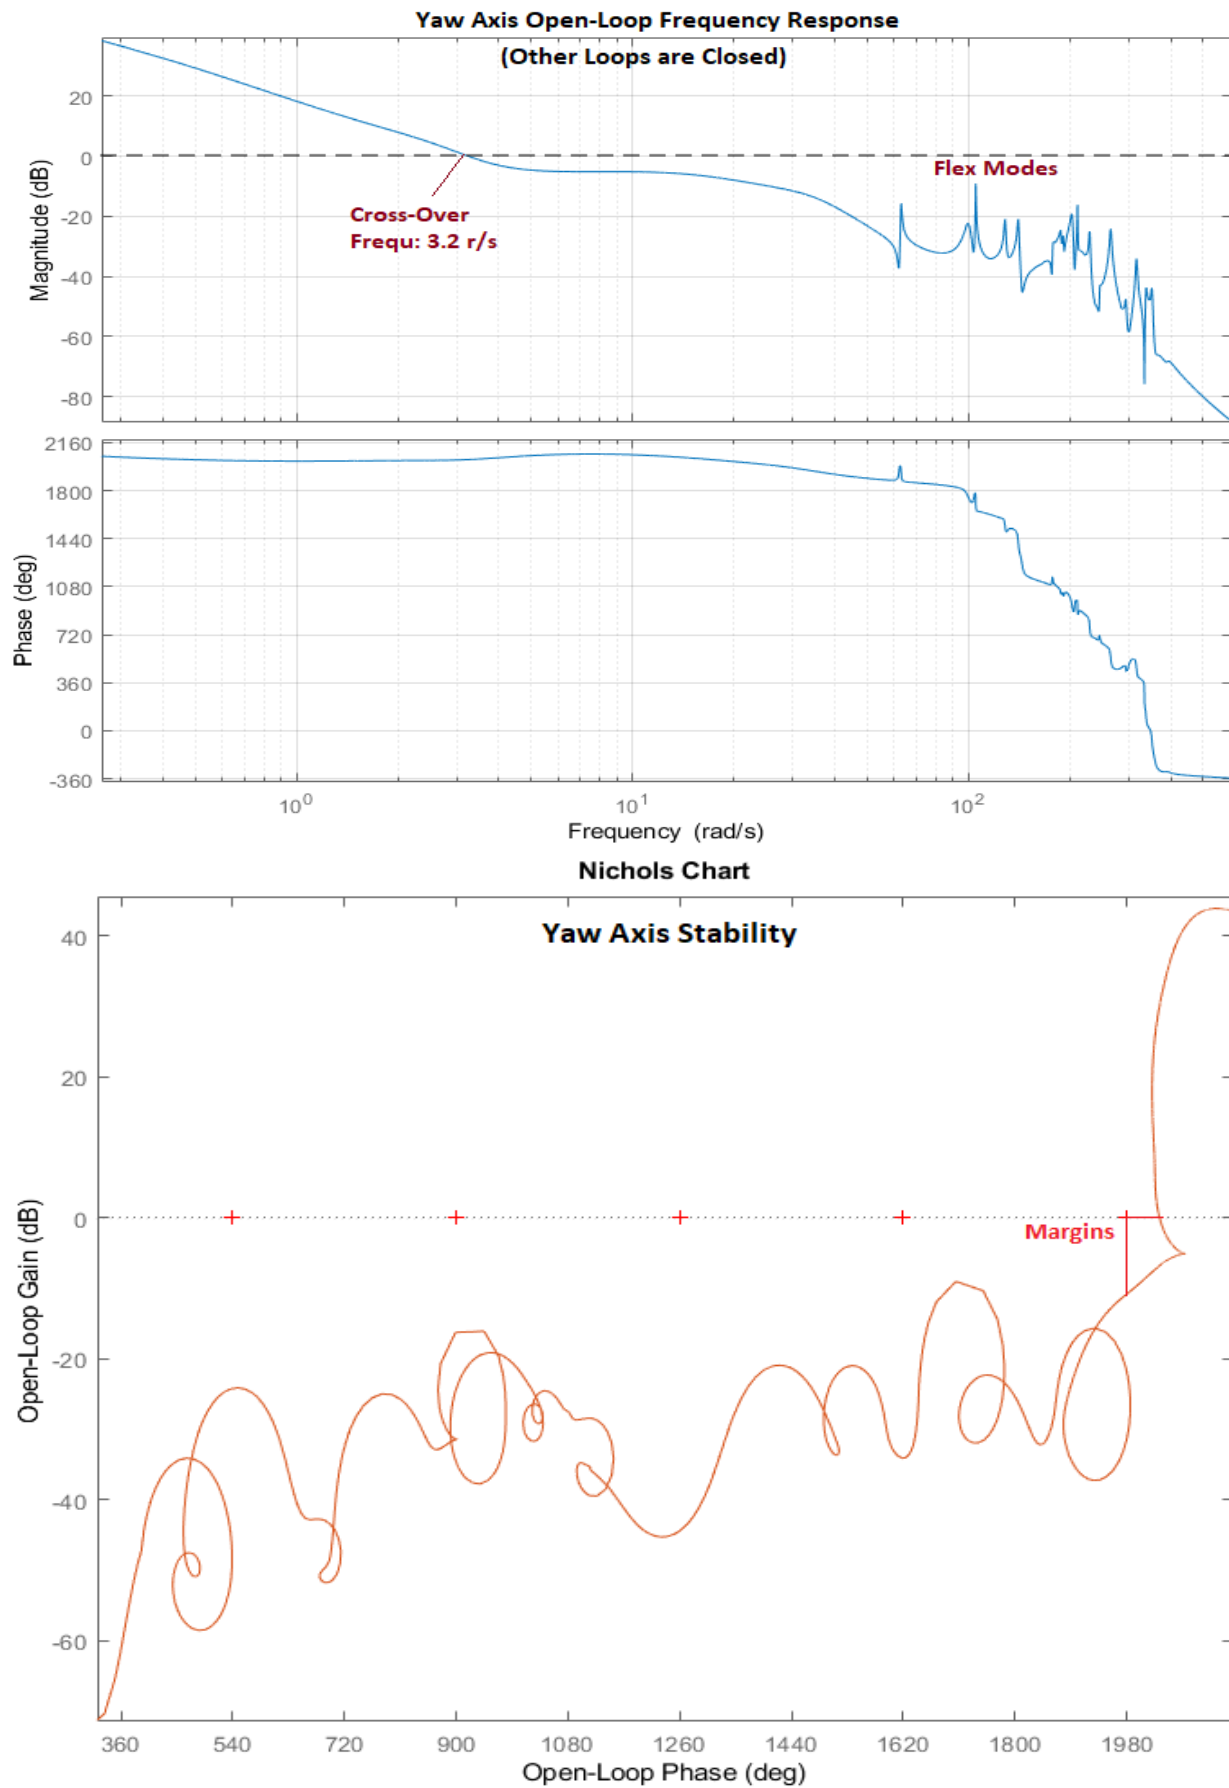 Yaw Axis Open-Loop Frequency Response
(Other Loops are Closed)
20
0
-20
-40
-60
-80
Magnitude (dB)
Flex Modes
Cross-Over
Frequ: 3.2 r/s
2160
1800
1440
1080
720
360
0
-360
Phase (deg)
10^0
10^1
10^2
Frequency (rad/s)
Nichols Chart
Yaw Axis Stability
40
20
0
-20
-40
-60
Open-Loop Gain (dB)
Margins
360
540
720
900
1080
1260
1440
1620
1800
1980
Open-Loop Phase (deg)